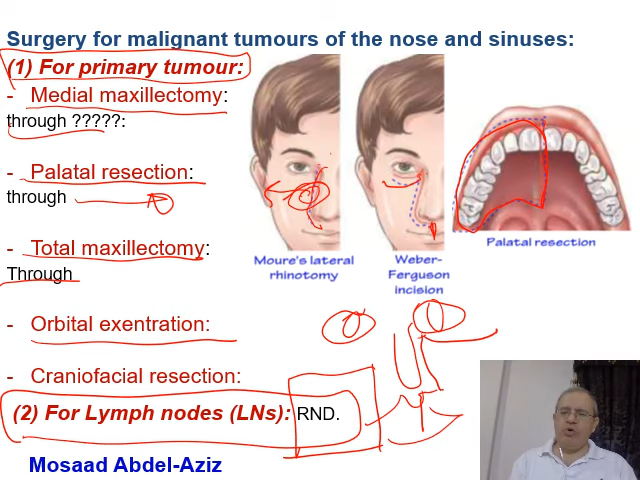 Surgery for malignant tumours of the nose and sinuses:
(1) For primary tumour:
- Medial maxillectomy:
through ?????:
- Palatal resection:
through
- Total maxillectomy:
Through
- Orbital exentration:
- Craniofacial resection:
(2) For Lymph nodes (LNs): RND.
Mosaad Abdel-Aziz
Moure's lateral
rhinotomy
Weber-
Ferguson
incision
Palatal resection